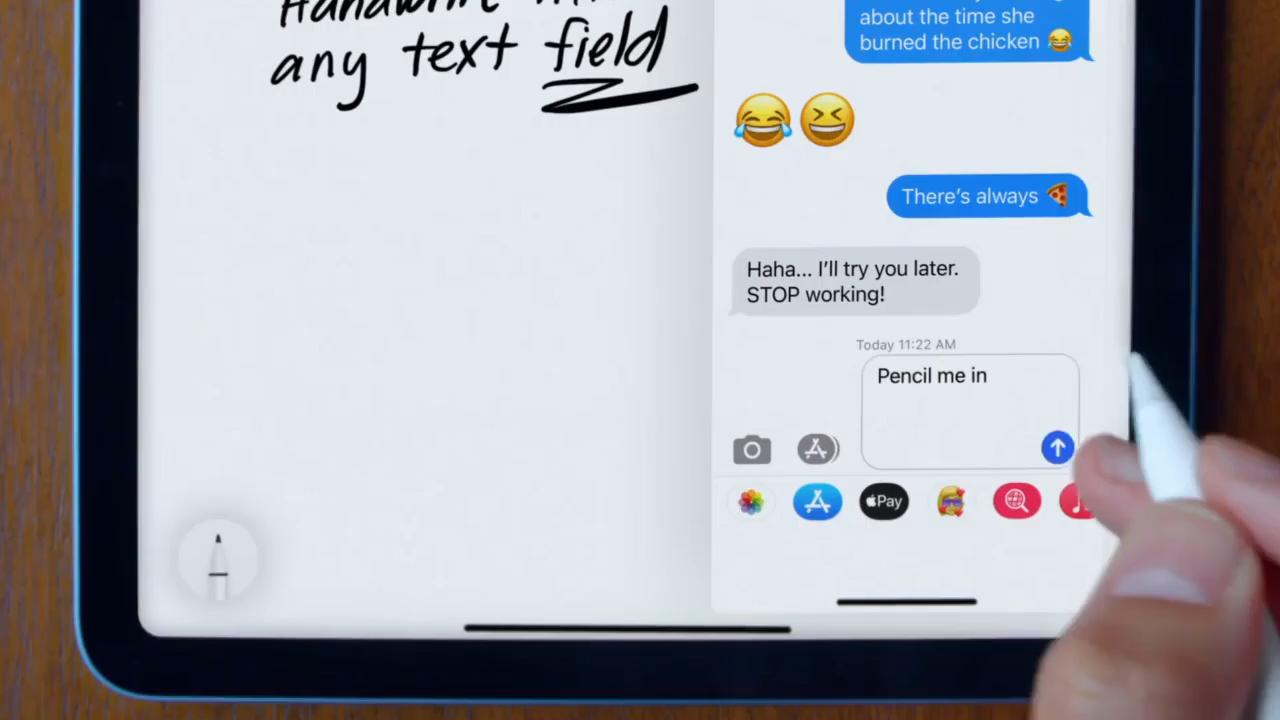 any text field
about the time she
burned the chicken 😂
😂😆
There's always 🍕
Haha... I'll try you later.
STOP working!
Today 11:22 AM
Pencil me in
Pay